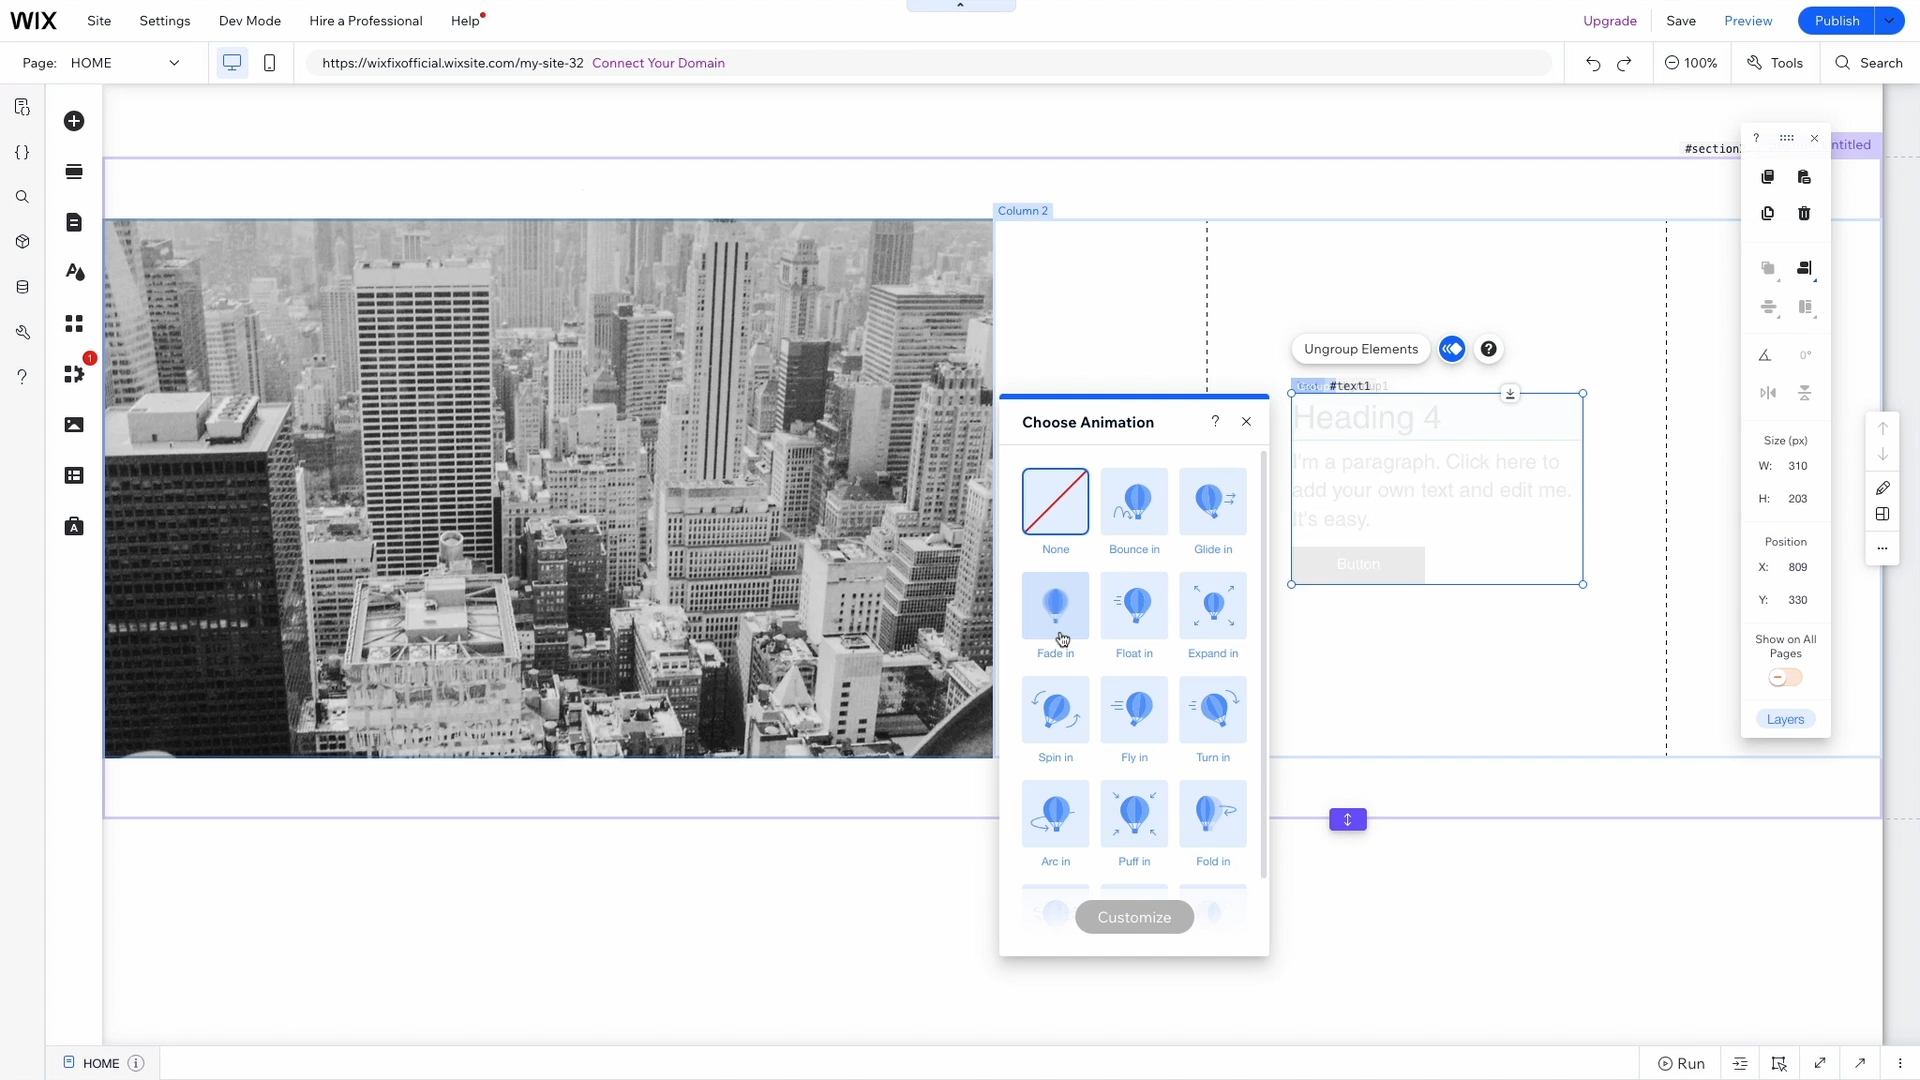 WIX Site Settings Dev Mode Hire a Professional Help Upgrade Save Preview Publish
Page: HOME https://wixfixofficial.wixsite.com/my-site-32 Connect Your Domain 100% Tools Search
#section
ntitled
Column 2
1
Ungroup Elements
#text1
Heading 4
I'm a paragraph. Click here to
add your own text and edit me.
It's easy.
Button
Choose Animation ?
None Bounce in Glide in
Fade in Float in Expand in
Spin in Fly in Turn in
Arc in Puff in Fold in
Customize
?
0°
Size (px)
W: 310
H: 203
Position
X: 809
Y: 330
Show on All
Pages
Layers
HOME Run